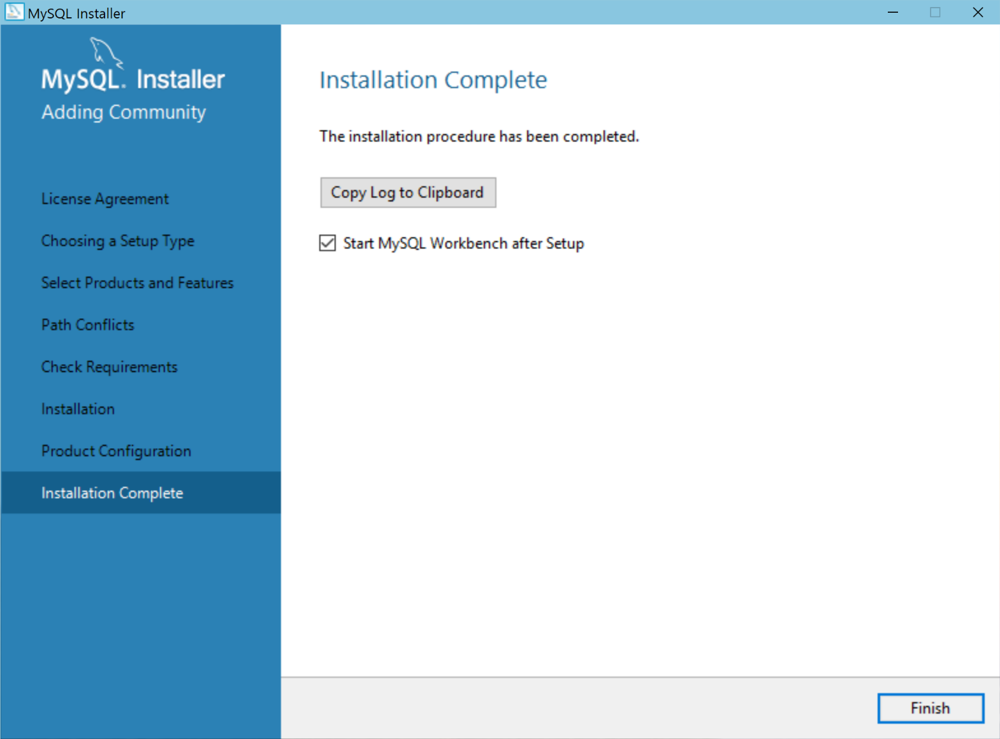 MySQL Installer
MySQL. Installer
Adding Community
License Agreement
Choosing a Setup Type
Select Products and Features
Path Conflicts
Check Requirements
Installation
Product Configuration
Installation Complete
Installation Complete
The installation procedure has been completed.
Copy Log to Clipboard
Start MySQL Workbench after Setup
Finish